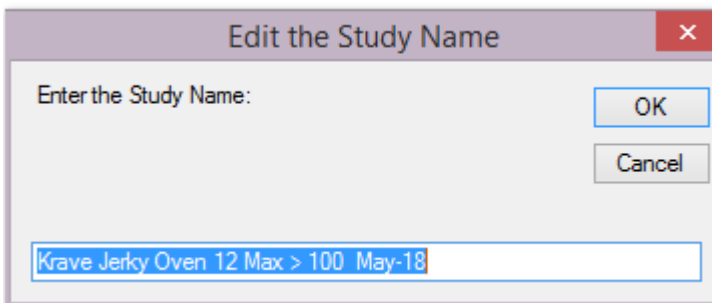 Edit the Study Name
Enter the Study Name:
OK
Cancel
Krave Jerky Oven 12 Max > 100  May-18